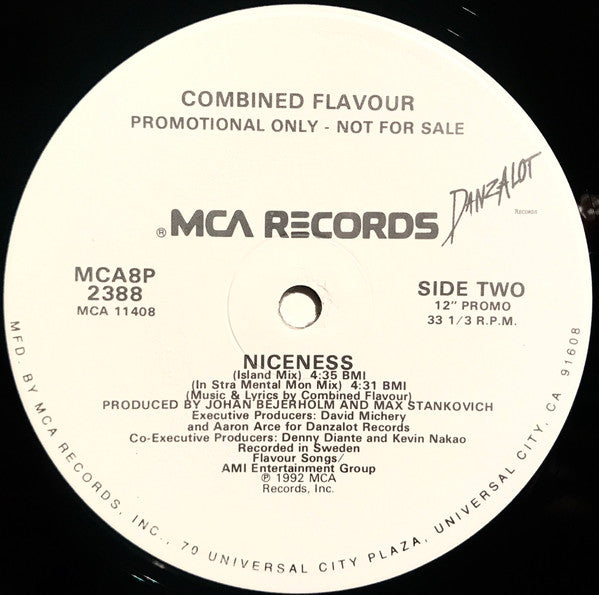 COMBINED FLAVOUR
PROMOTIONAL ONLY - NOT FOR SALE
DANZALOT
RECORDS
® MCA RECORDS
MCA8P
2388
MCA 11408
SIDE TWO
12" PROMO
33 1/3 R.P.M.
NICENESS
(Island Mix) 4:35 BMI
(In Stra Mental Mon Mix) 4:31 BMI
(Music & Lyrics by Combined Flavour)
PRODUCED BY JOHAN BEJERHOLM AND MAX STANKOVICH
Executive Producers: David Michery
and Aaron Arce for Danzalot Records
Co-Executive Producers: Denny Diante and Kevin Nakao
Recorded in Sweden
Flavour Songs/
AMI Entertainment Group
℗ 1992 MCA
Records, Inc.
MFD. BY MCA RECORDS, INC., 70 UNIVERSAL CITY PLAZA, UNIVERSAL CITY, CA 91608